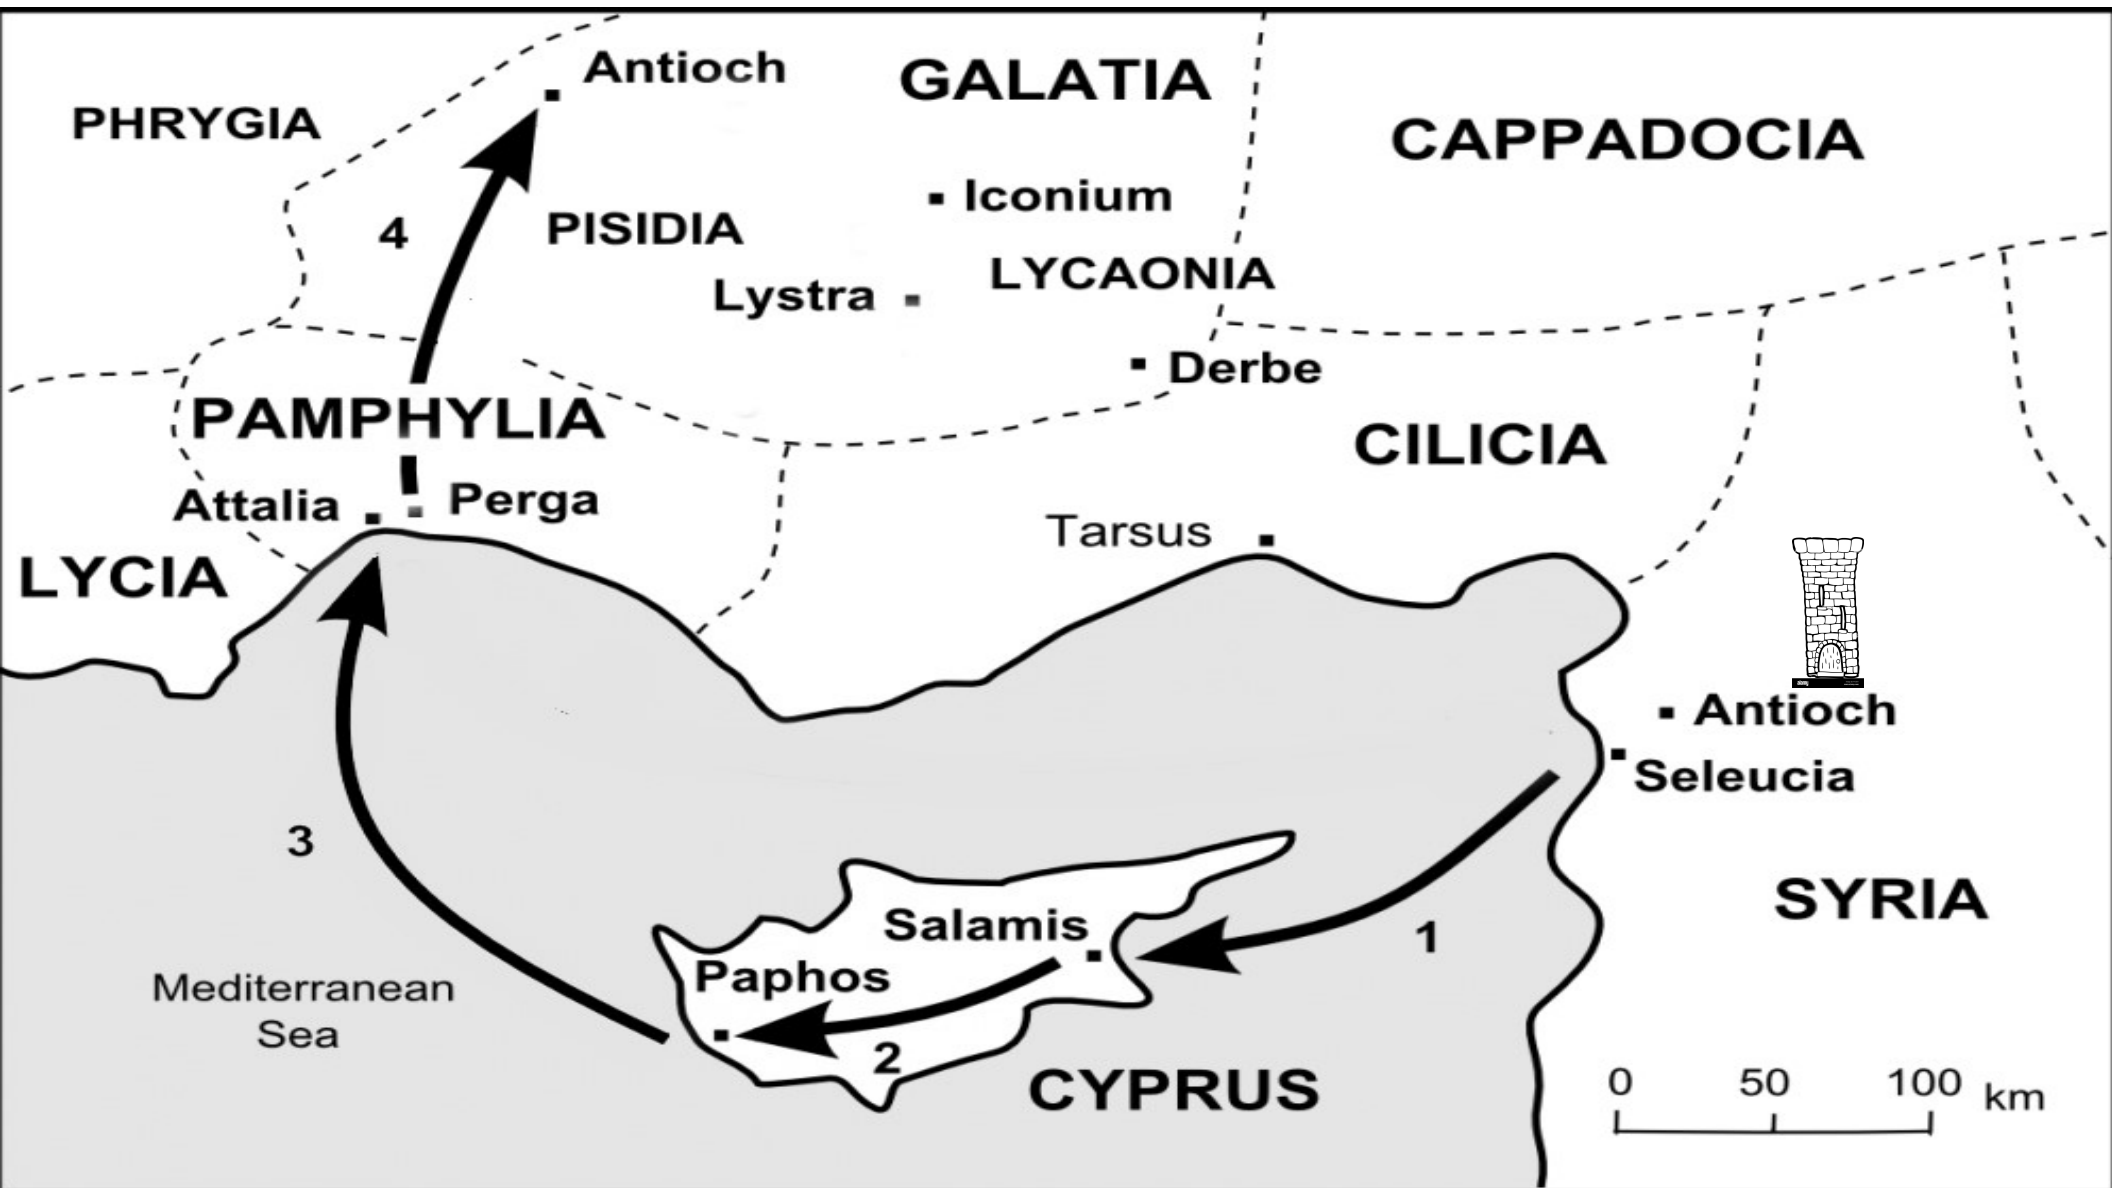 Antioch
GALATIA
PHRYGIA
CAPPADOCIA
Iconium
4
PISIDIA
LYCAONIA
Lystra
Derbe
PAMPHYLIA
CILICIA
Attalia
Perga
Tarsus
LYCIA
Antioch
Seleucia
3
SYRIA
Salamis
1
Paphos
Mediterranean
Sea
2
CYPRUS
0 50 100 km